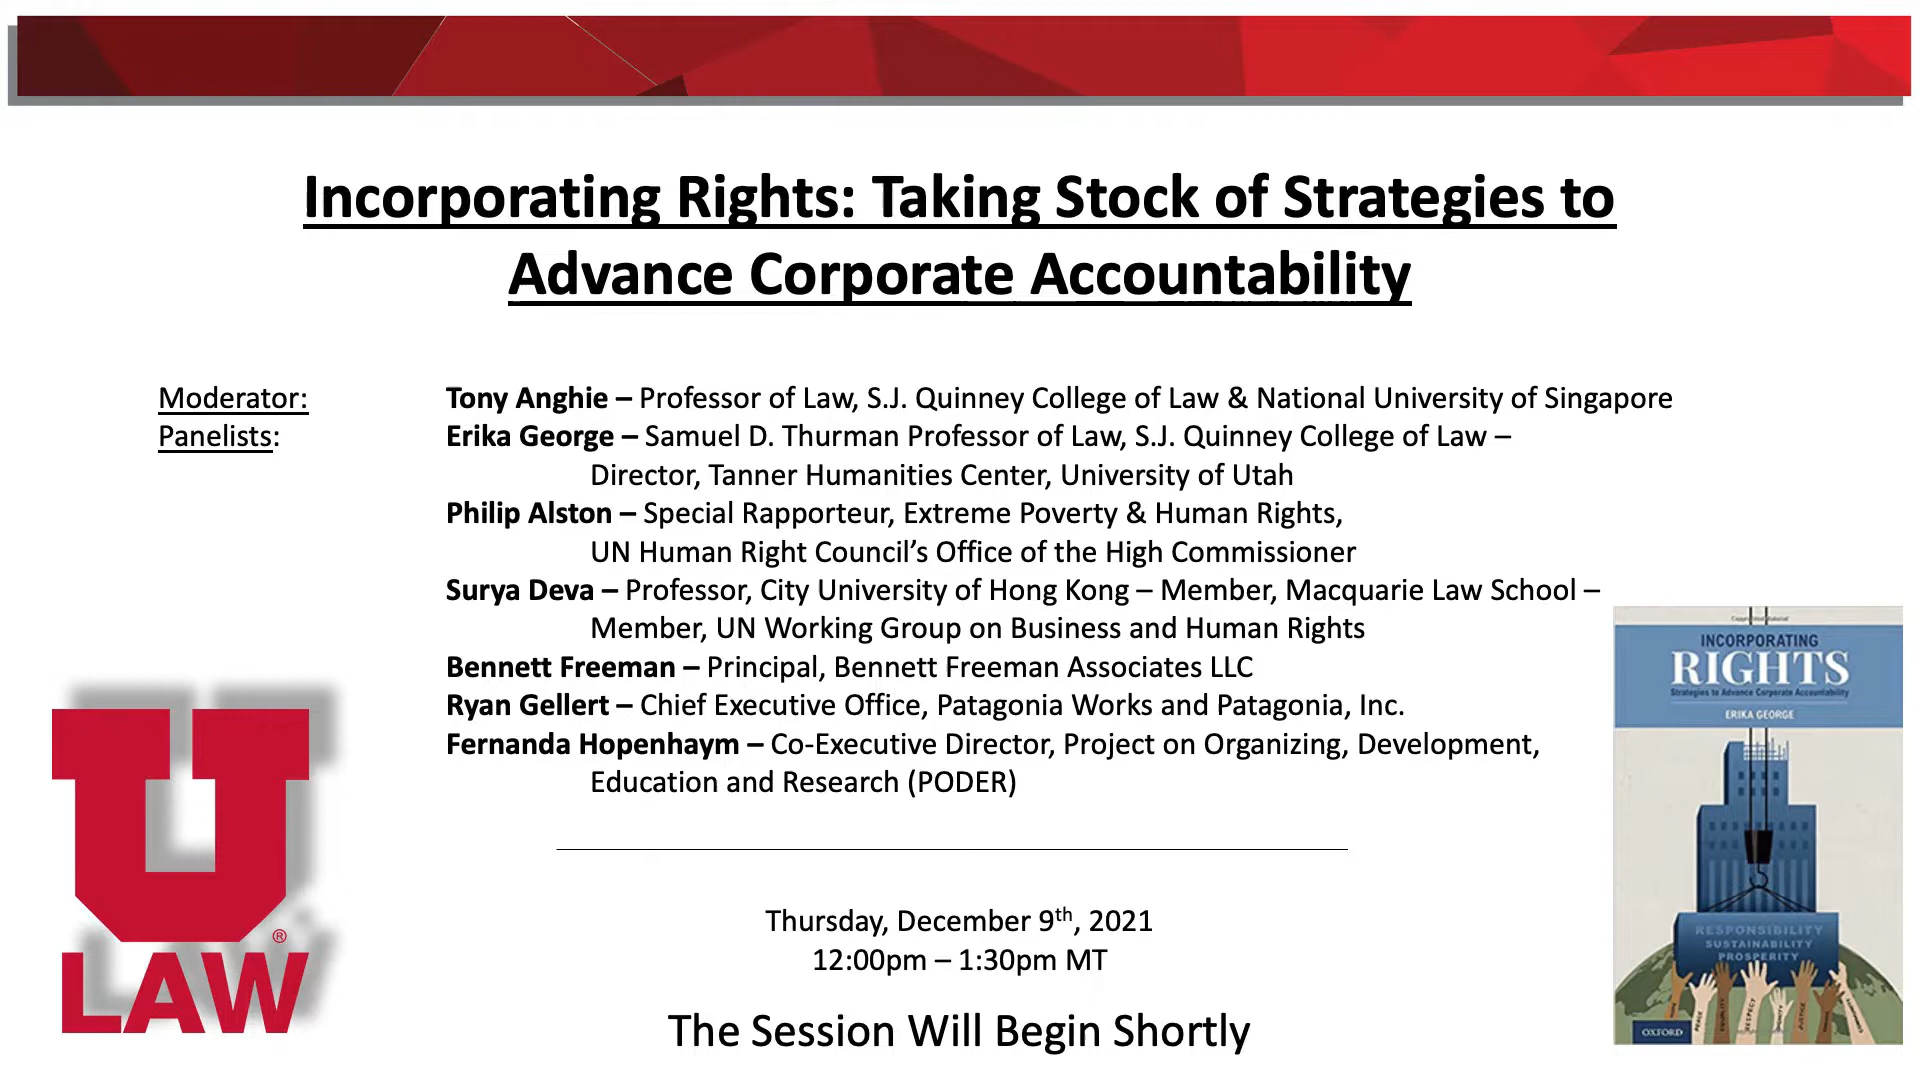 Incorporating Rights: Taking Stock of Strategies to
Advance Corporate Accountability
Moderator: Tony Anghie – Professor of Law, S.J. Quinney College of Law & National University of Singapore
Panelists: Erika George – Samuel D. Thurman Professor of Law, S.J. Quinney College of Law –
Director, Tanner Humanities Center, University of Utah
Philip Alston – Special Rapporteur, Extreme Poverty & Human Rights,
UN Human Right Council’s Office of the High Commissioner
Surya Deva – Professor, City University of Hong Kong – Member, Macquarie Law School –
Member, UN Working Group on Business and Human Rights
Bennett Freeman – Principal, Bennett Freeman Associates LLC
Ryan Gellert – Chief Executive Office, Patagonia Works and Patagonia, Inc.
Fernanda Hopenhaym – Co-Executive Director, Project on Organizing, Development,
Education and Research (PODER)
Thursday, December 9th, 2021
12:00pm – 1:30pm MT
The Session Will Begin Shortly
U
®
LAW
INCORPORATING
RIGHTS
Strategies to Advance Corporate Accountability
ERIKA GEORGE
RESPONSIBILITY
SUSTAINABILITY
PROSPERITY
PEACE
EQUALITY
RESPECT
DIGNITY
JUSTICE
OXFORD